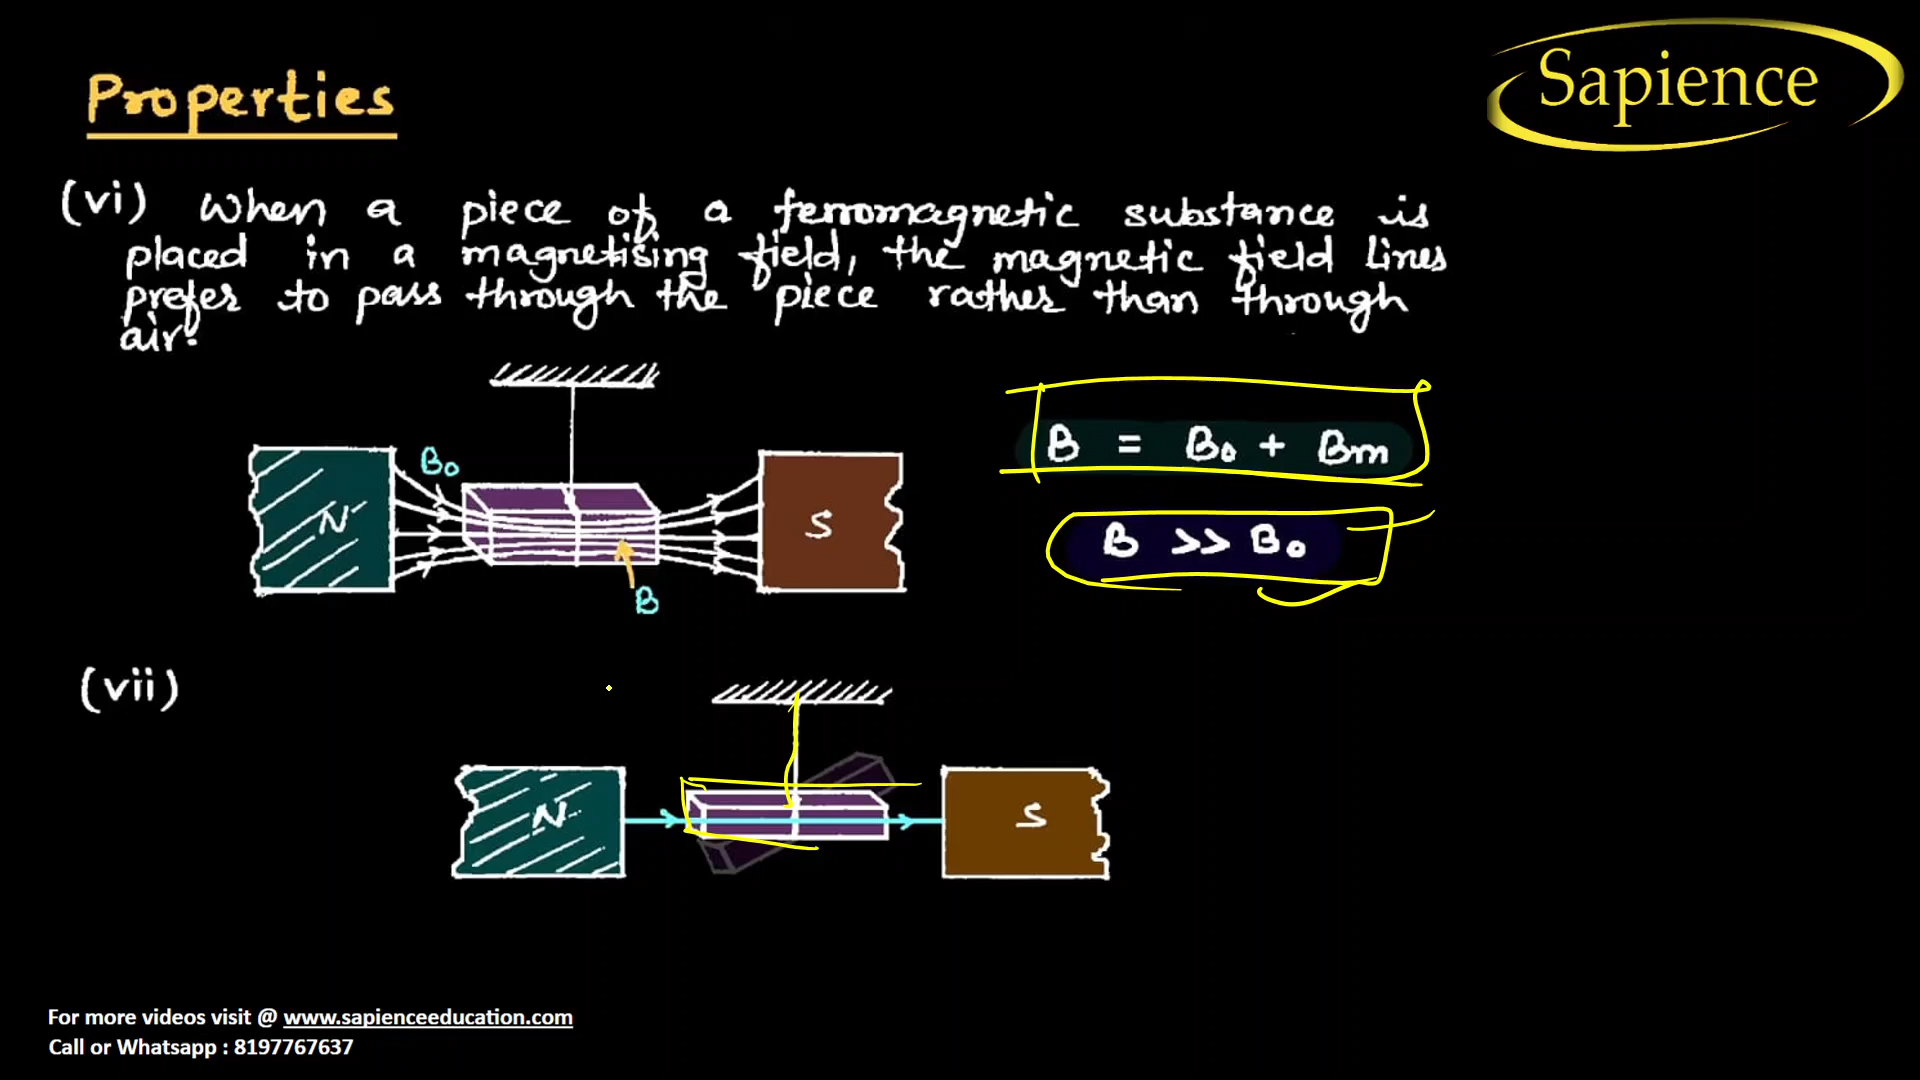 Sapience
Properties
(vi) When a piece of a ferromagnetic substance is
placed in a magnetising field, the magnetic field lines
prefer to pass through the piece rather than through
air.
B = B₀ + Bm
B₀
N
S
B >> B₀
B
(vii)
N
S
For more videos visit @ www.sapienceeducation.com
Call or Whatsapp : 8197767637